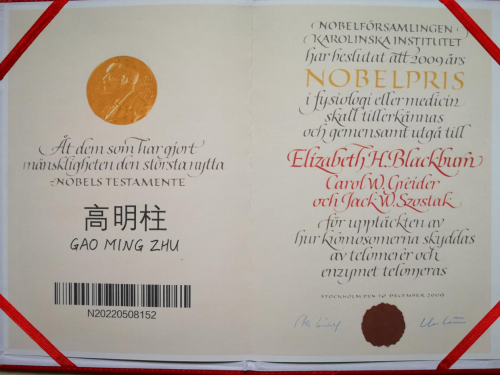 Åt dem som har gjort
mänskligheten den största nytta
NOBELS TESTAMENTE
高明柱
GAO MING ZHU
N20220508152
NOBELFÖRSAMLINGEN
KAROLINSKA INSTITUTET
har beslutat att 2009 års
NOBELPRIS
i fysiologi eller medicin
skall tillerkännas
och gemensamt utgå till
Elizabeth H. Blackburn
Carol W. Greider
och Jack W. Szostak
för upptäckten av
hur kromosomerna skyddas
av telomerer och
enzymet telomeras
STOCKHOLM DEN 10 DECEMBER 2009